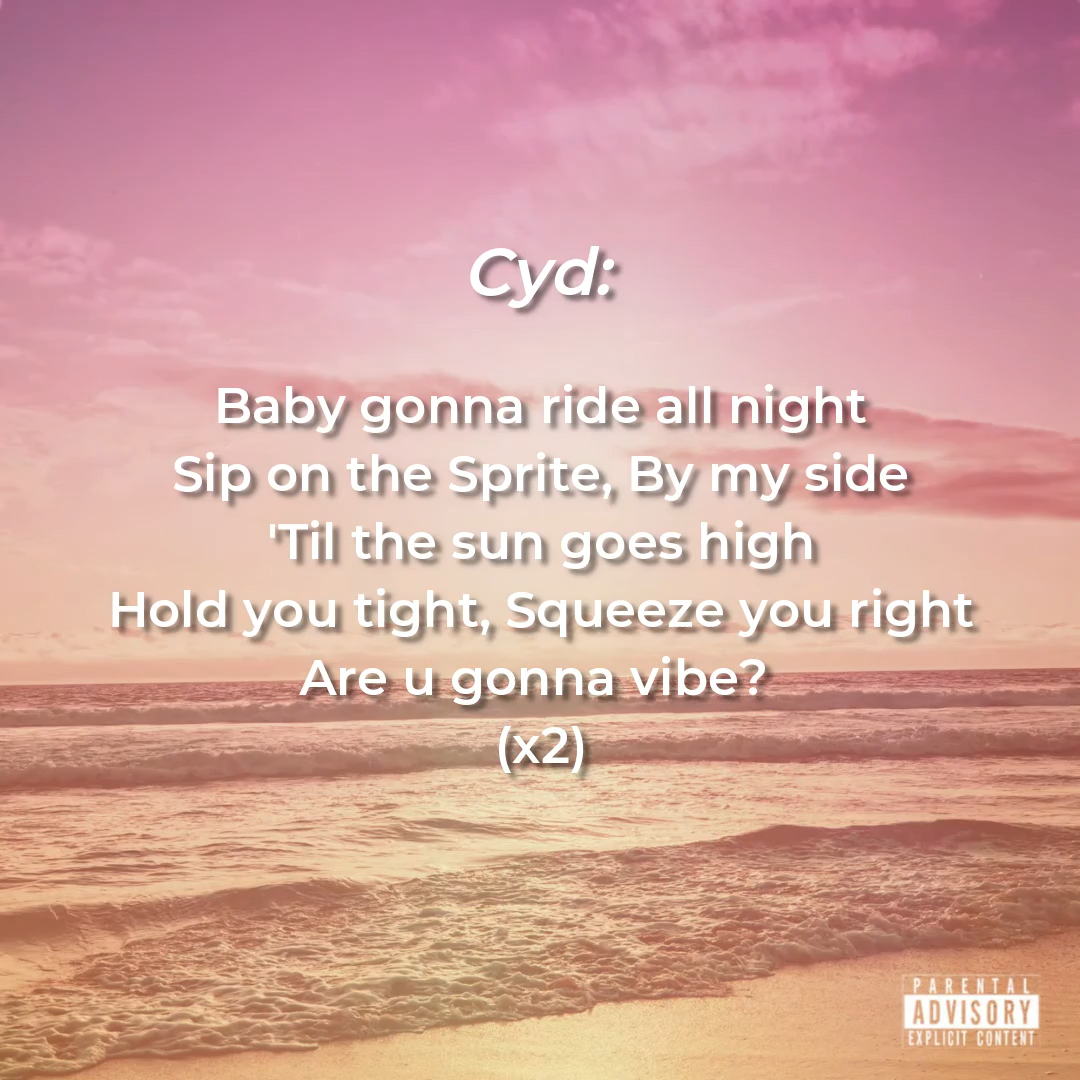 Cyd:
Baby gonna ride all night
Sip on the Sprite, By my side
'Til the sun goes high
Hold you tight, Squeeze you right
Are u gonna vibe?
(x2)
PARENTAL
ADVISORY
EXPLICIT CONTENT